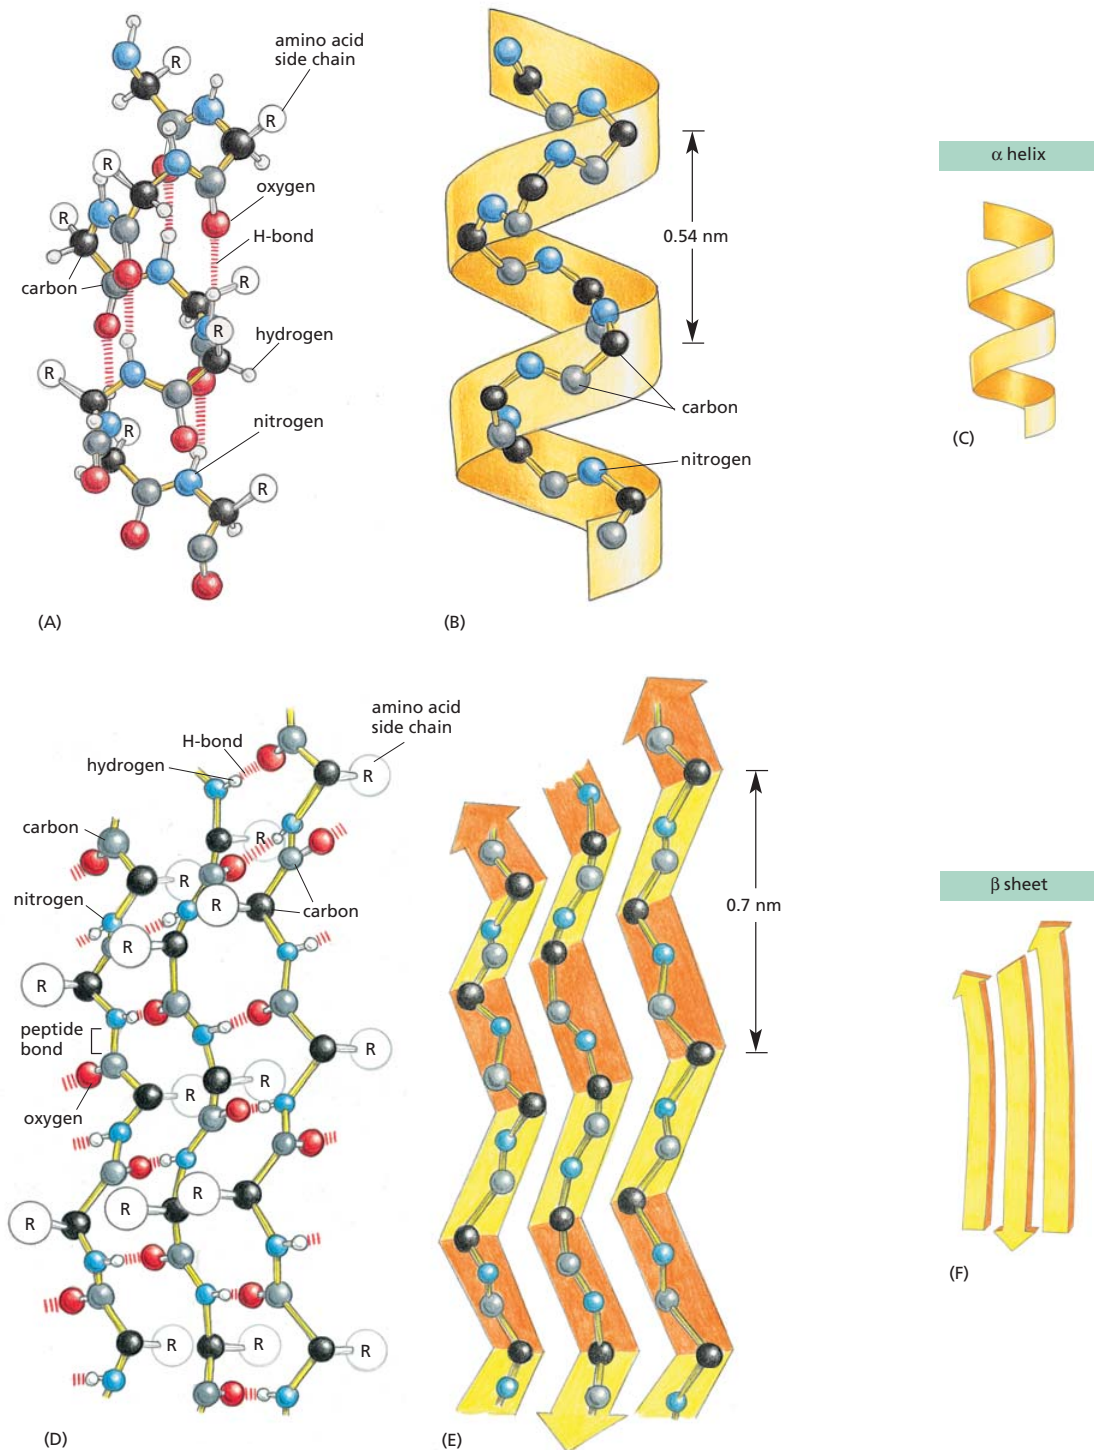 amino acid
side chain
R
R
R
oxygen
R
H-bond
carbon
R
hydrogen
R
R
nitrogen
R
R
(A)
0.54 nm
carbon
nitrogen
(B)
α helix
(C)
amino acid
side chain
H-bond
hydrogen
R
carbon
R
R
nitrogen
R
carbon
R
R
peptide
bond
R
R
R
oxygen
R
R
R
R
R
R
(D)
0.7 nm
(E)
β sheet
(F)